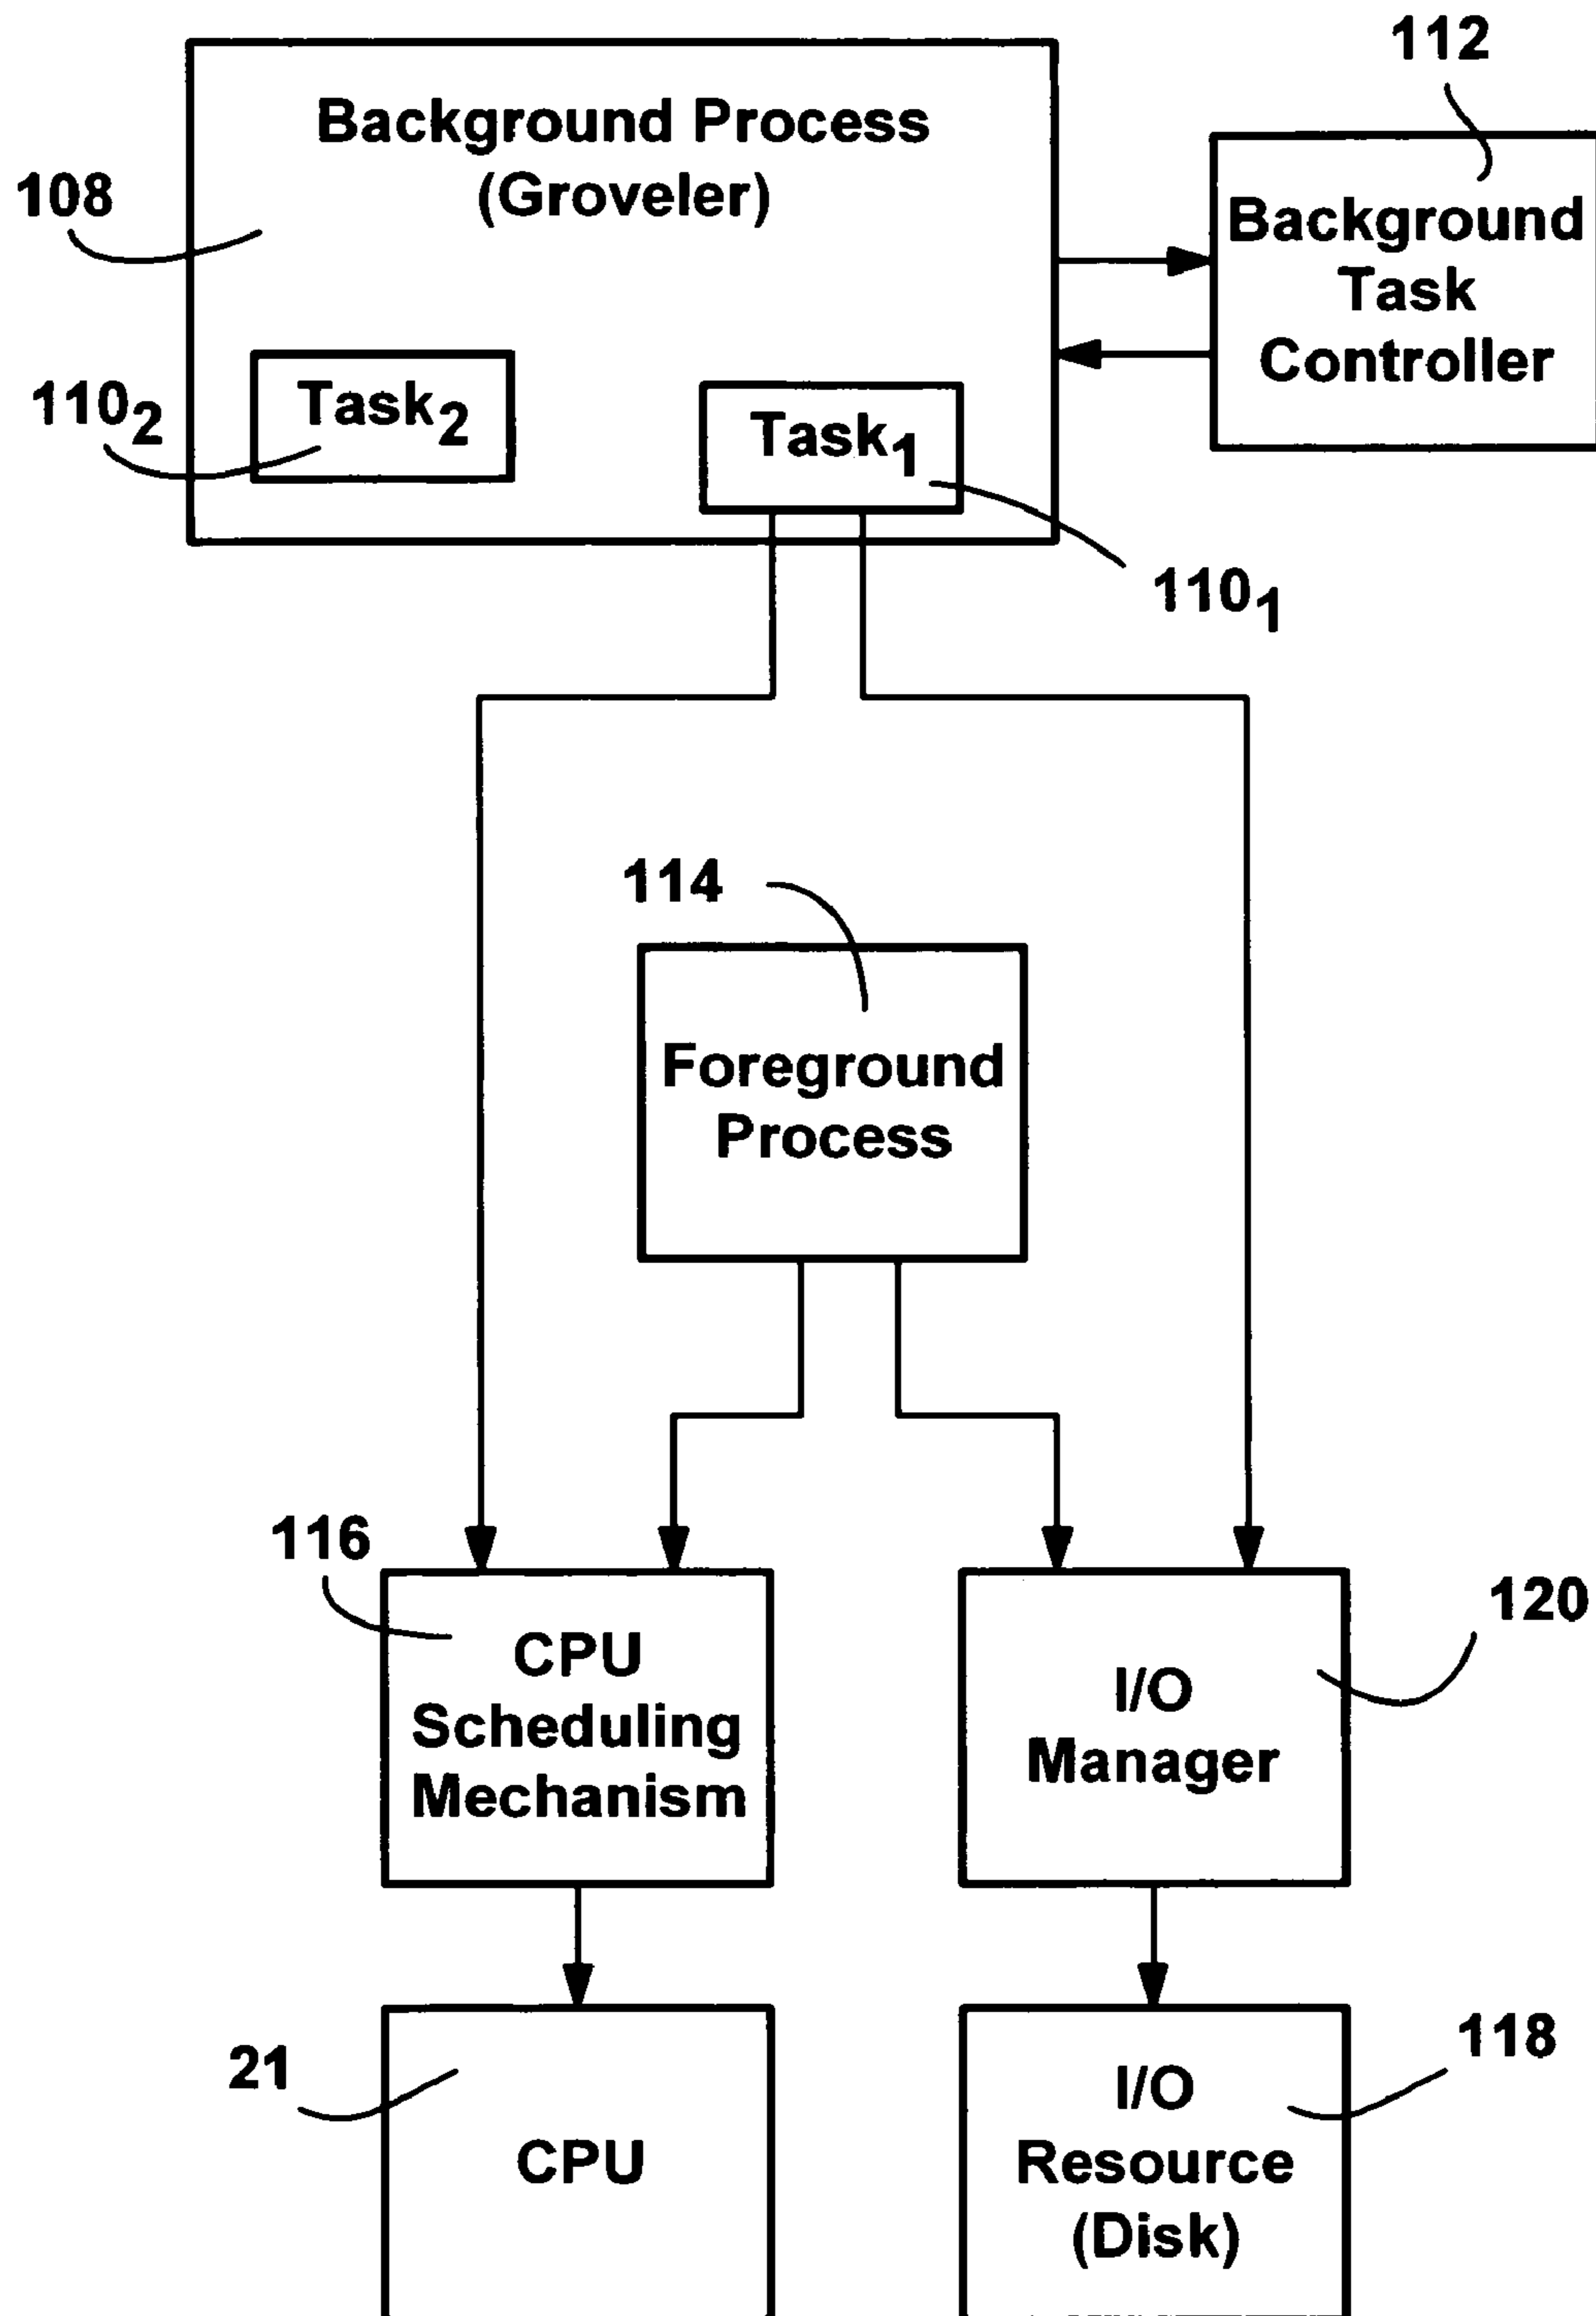 112
Background Process
(Groveler)
108
Background
Task
Controller
110₂
Task₂
Task₁
110₁
114
Foreground
Process
116
CPU
Scheduling
Mechanism
120
I/O
Manager
21
CPU
118
I/O
Resource
(Disk)